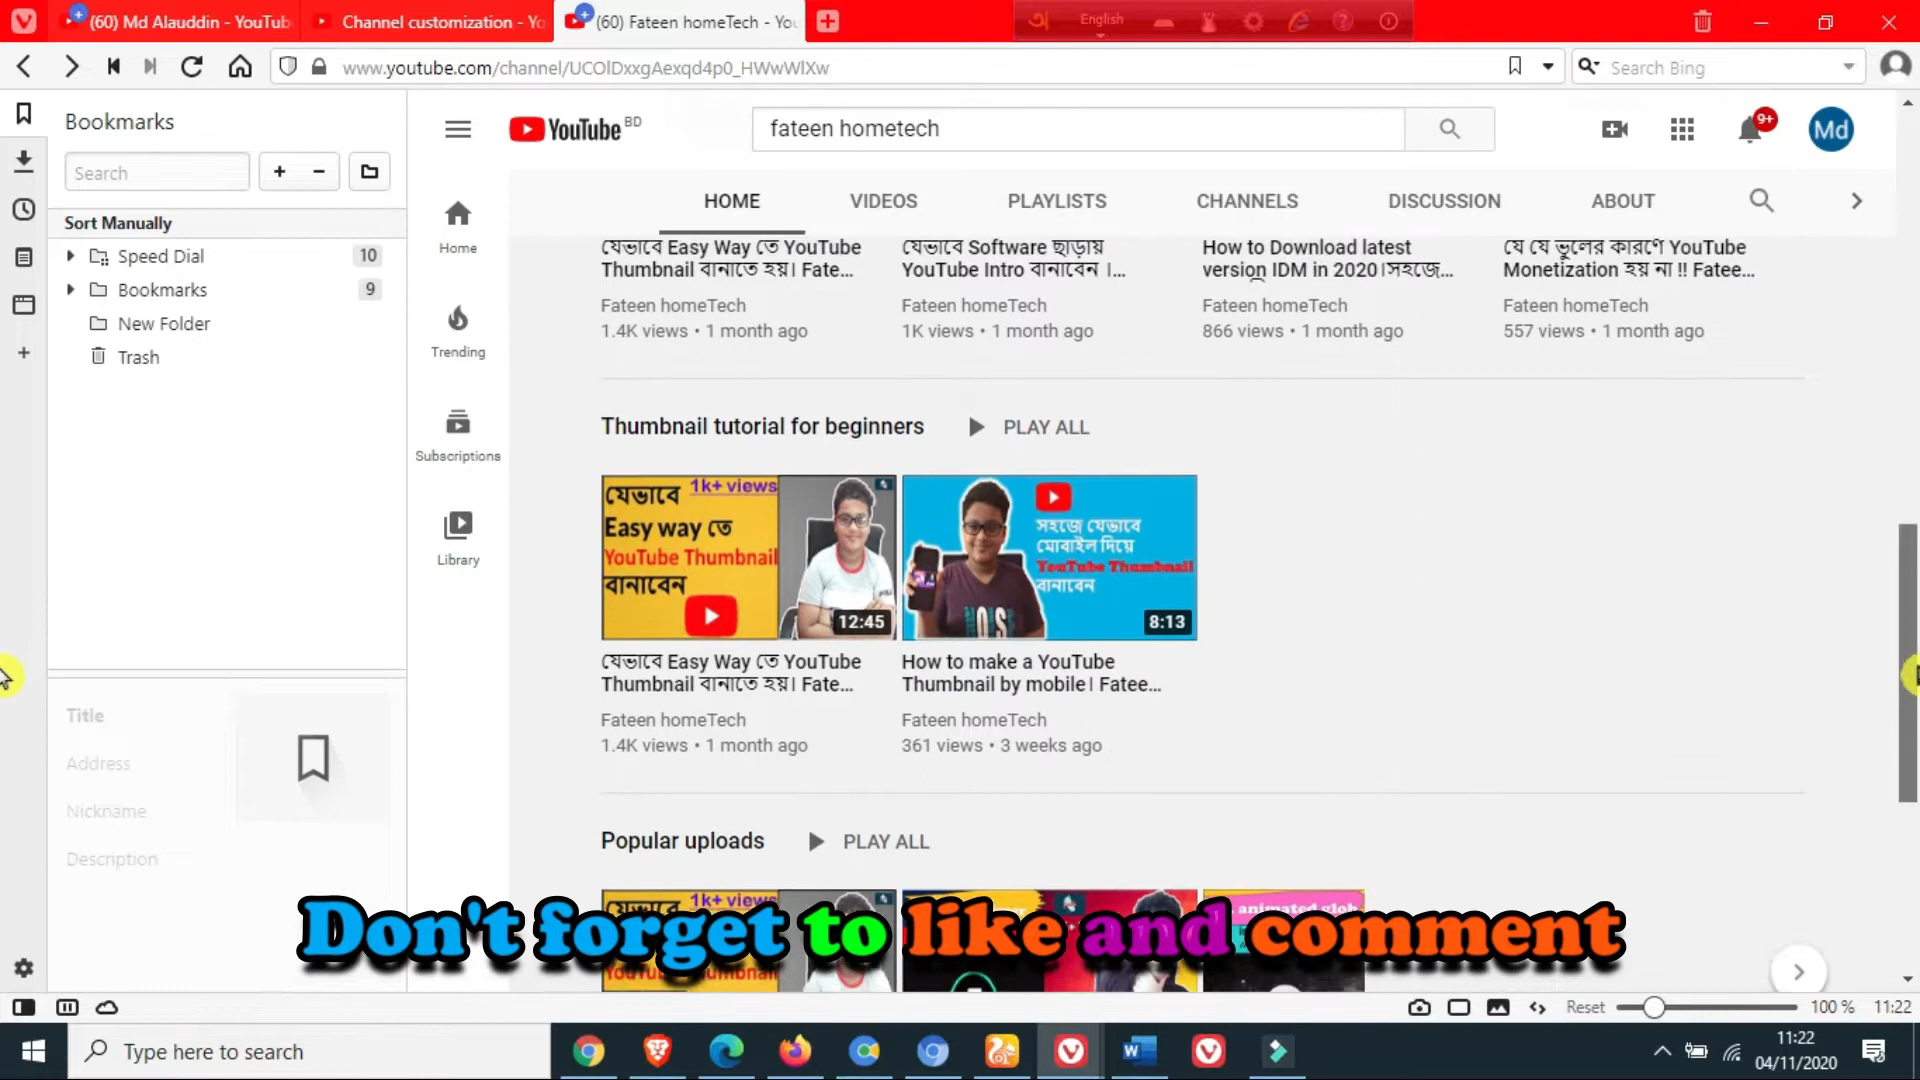 (60) Md Alauddin - YouTub
Channel customization - Yo
(60) Fateen homeTech - You
English
www.youtube.com/channel/UCOlDxxgAexqd4p0_HWwWlXw
Search Bing
Bookmarks
Search
Sort Manually
Speed Dial 10
Bookmarks 9
New Folder
Trash
Title
Address
Nickname
Description
YouTube BD
fateen hometech
9+
Md
Home
Trending
Subscriptions
Library
HOME VIDEOS PLAYLISTS CHANNELS DISCUSSION ABOUT
যেভাবে Easy Way তে YouTube
Thumbnail বানাতে হয়। Fate...
Fateen homeTech
1.4K views • 1 month ago
যেভাবে Software ছাড়ায়
YouTube Intro বানাবেন ।...
Fateen homeTech
1K views • 1 month ago
How to Download latest
version IDM in 2020।সহজে...
Fateen homeTech
866 views • 1 month ago
যে যে ভুলের কারণে YouTube
Monetization হয় না !! Fatee...
Fateen homeTech
557 views • 1 month ago
Thumbnail tutorial for beginners PLAY ALL
যেভাবে 1k+ views
Easy way তে
YouTube Thumbnail
বানাবেন
12:45
সহজে যেভাবে
মোবাইল দিয়ে
YouTube Thumbnail
বানাবেন
8:13
যেভাবে Easy Way তে YouTube
Thumbnail বানাতে হয়। Fate...
Fateen homeTech
1.4K views • 1 month ago
How to make a YouTube
Thumbnail by mobile। Fatee...
Fateen homeTech
361 views • 3 weeks ago
Popular uploads PLAY ALL
1k+ views
animated glob
Don't forget to like and comment
Reset 100 % 11:22
Type here to search
11:22
04/11/2020